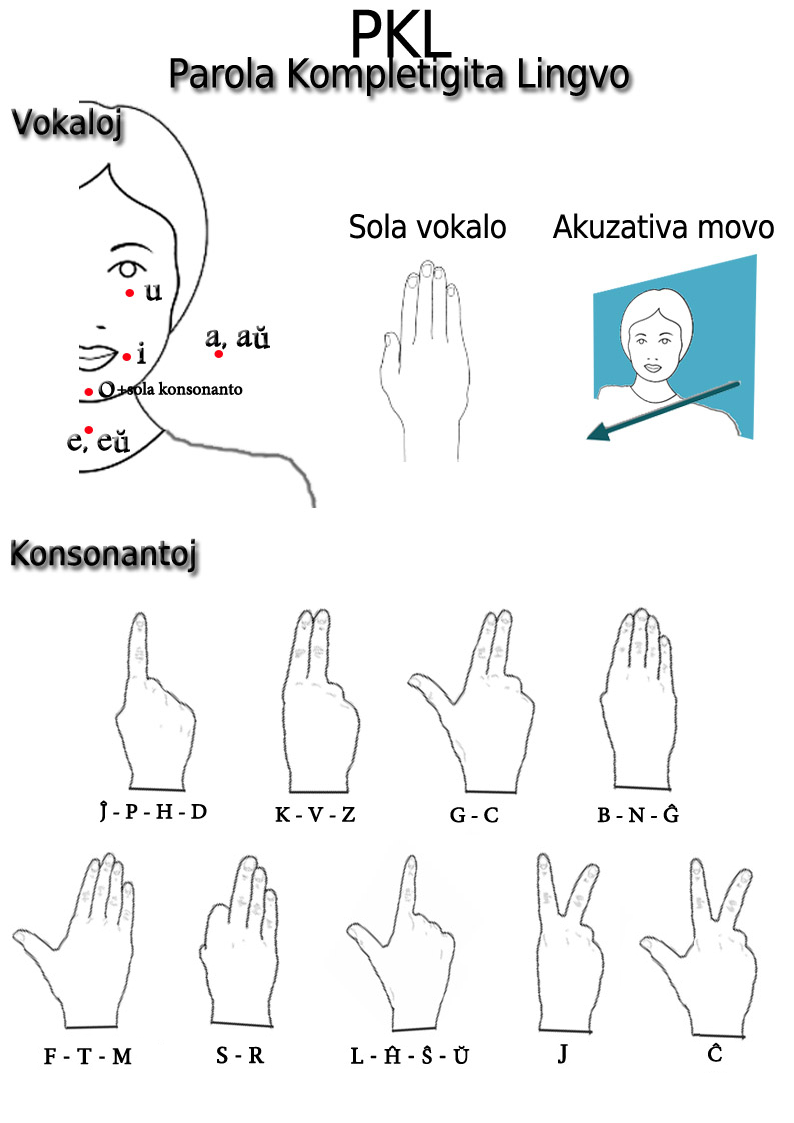 PKL
Parola Kompletigita Lingvo
Vokaloj
Sola vokalo
Akuzativa movo
u
i
a, aŭ
O+sola konsonanto
e, eŭ
Konsonantoj
Ĵ - P - H - D
K - V - Z
G - C
B - N - Ĝ
F - T - M
S - R
L - Ĥ - Ŝ - Ŭ
J
Ĉ